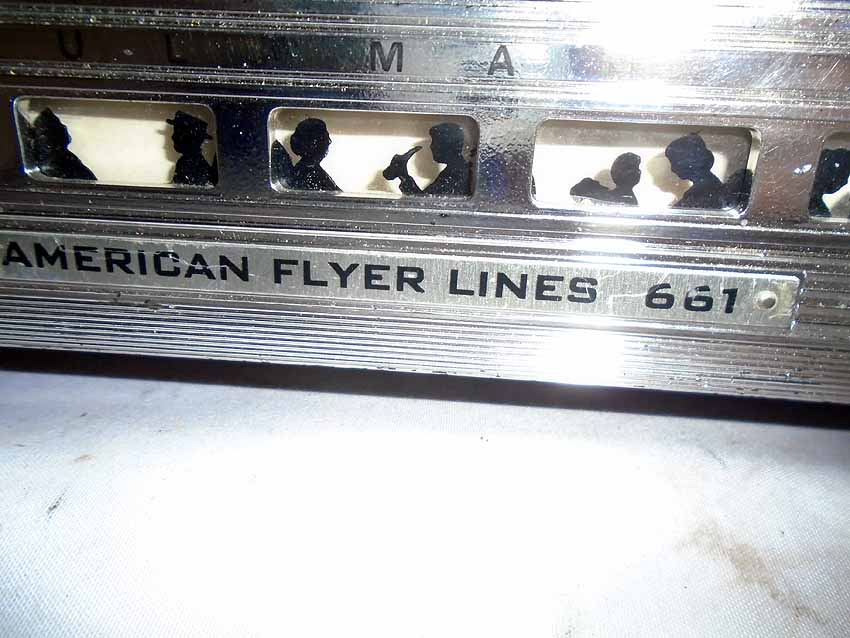 U L M A
AMERICAN FLYER LINES 661